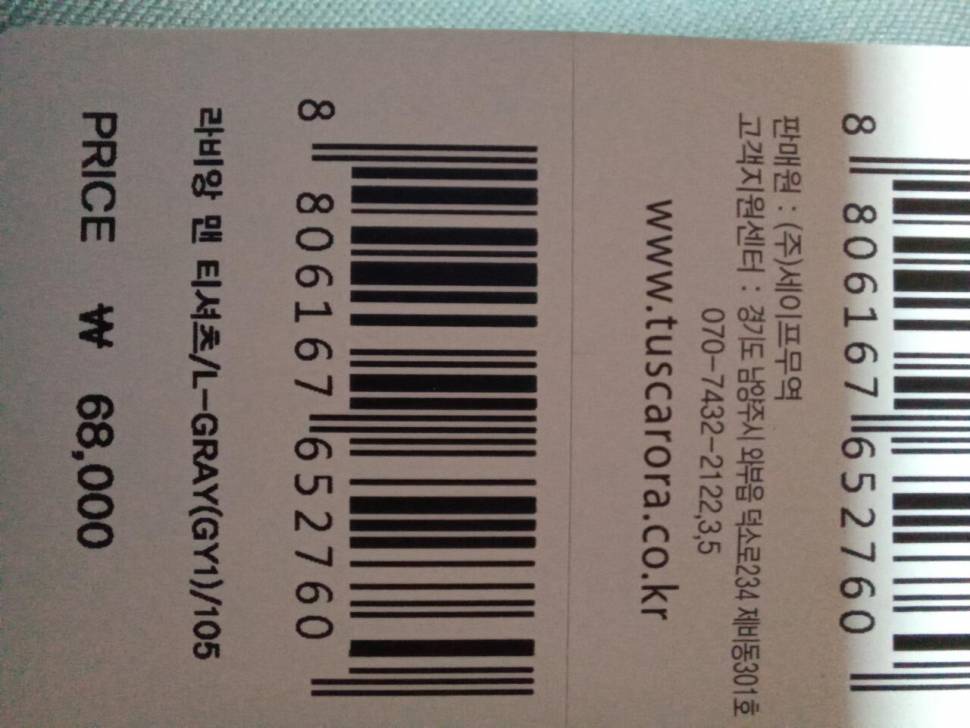 8 806167 652760
판매원 : (주)세이프무역
고객지원센터 : 경기도 남양주시 와부읍 덕소로234 제비동301호
070-7432-2122,3,5
www.tuscarora.co.kr
8 806167 652760
라비앙 맨 티셔츠/L-GRAY(GY1)/105
PRICE ₩ 68,000